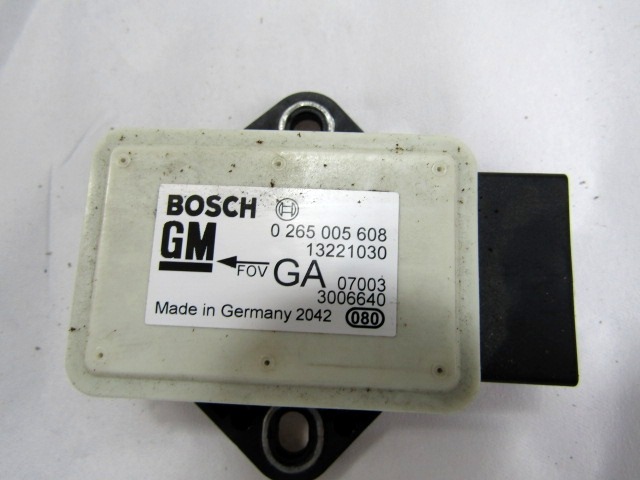 BOSCH
0 265 005 608
GM
13221030
FOV GA 07003
3006640
Made in Germany 2042 080